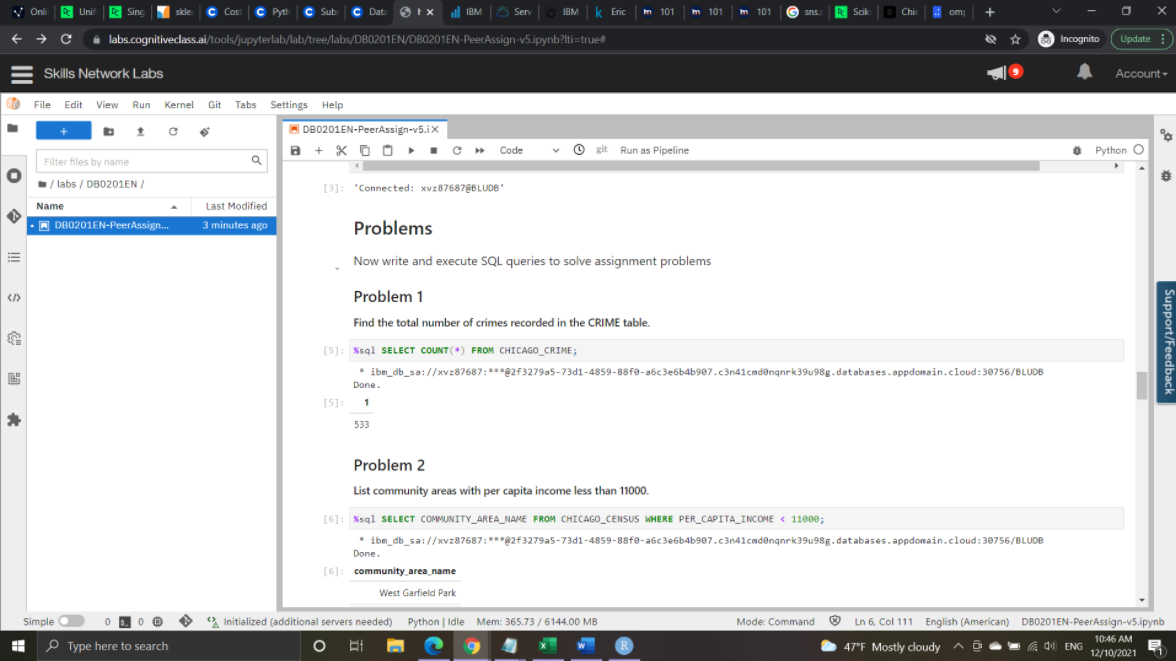 Onli
Unif
Sing
skle
Cost
Pyth
Sub
Data
IBM
Serv
IBM
Eric
101
101
101
sns.
Scik
Chic
omp
labs.cognitiveclass.ai/tools/jupyterlab/lab/tree/labs/DB0201EN/DB0201EN-PeerAssign-v5.ipynb?lti=true#
Incognito
Update
Skills Network Labs
9
Account
File Edit View Run Kernel Git Tabs Settings Help
DB0201EN-PeerAssign-v5.i
Code
git
Run as Pipeline
Python
Filter files by name
/ labs / DB0201EN /
Name
Last Modified
DB0201EN-PeerAssign...
3 minutes ago
[3]: 'Connected: xvz87687@BLUDB'
Problems
Now write and execute SQL queries to solve assignment problems
Problem 1
Find the total number of crimes recorded in the CRIME table.
[5]: %sql SELECT COUNT(*) FROM CHICAGO_CRIME;
* ibm_db_sa://xvz87687:***@2f3279a5-73d1-4859-88f0-a6c3e6b4b907.c3n41cmd0nqnrk39u98g.databases.appdomain.cloud:30756/BLUDB
Done.
[5]: 1
533
Problem 2
List community areas with per capita income less than 11000.
[6]: %sql SELECT COMMUNITY_AREA_NAME FROM CHICAGO_CENSUS WHERE PER_CAPITA_INCOME < 11000;
* ibm_db_sa://xvz87687:***@2f3279a5-73d1-4859-88f0-a6c3e6b4b907.c3n41cmd0nqnrk39u98g.databases.appdomain.cloud:30756/BLUDB
Done.
[6]: community_area_name
West Garfield Park
Support/Feedback
Simple
0
0
Initialized (additional servers needed)
Python | Idle
Mem: 365.73 / 6144.00 MB
Mode: Command
Ln 6, Col 111
English (American)
DB0201EN-PeerAssign-v5.ipynb
Type here to search
47°F Mostly cloudy
ENG
10:46 AM
12/10/2021
1